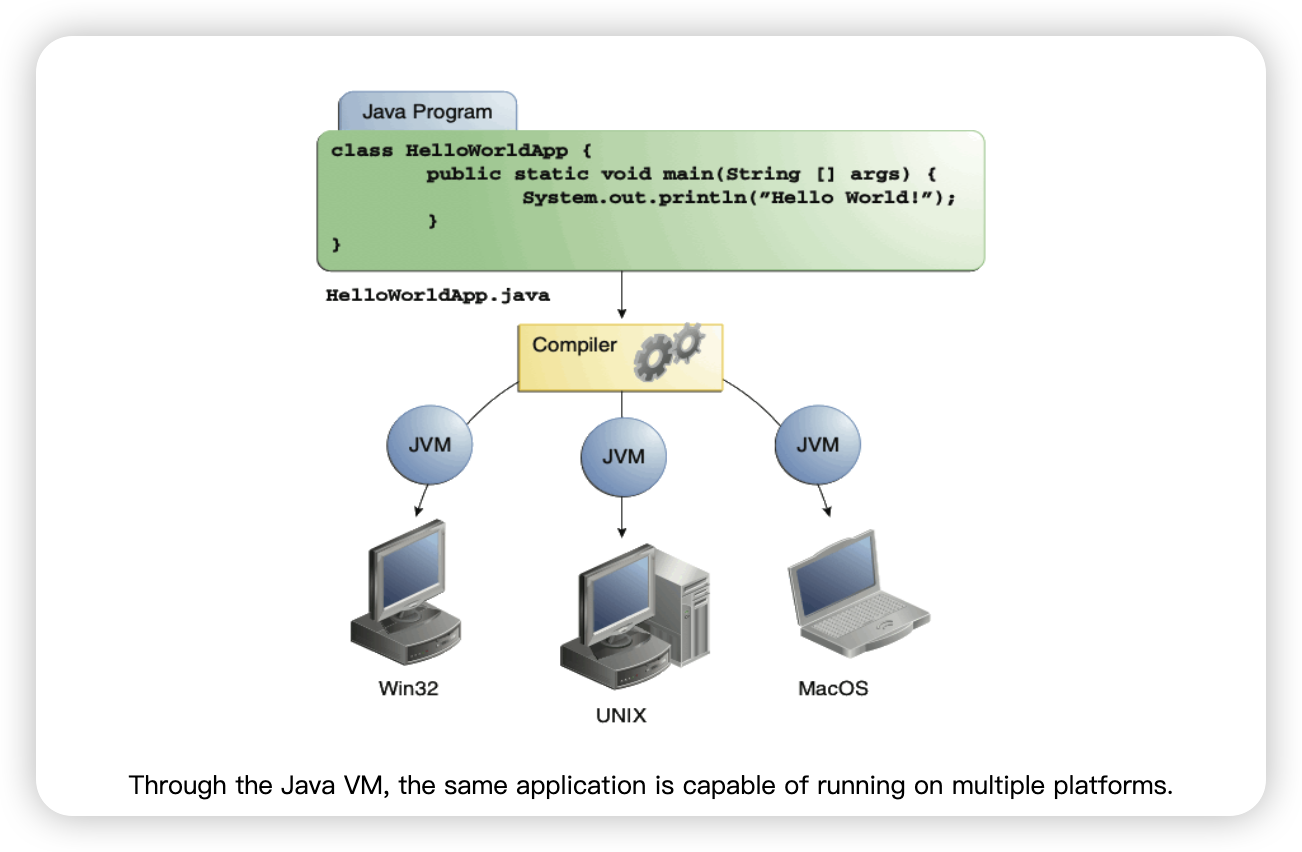 Java Program
class HelloWorldApp {
public static void main(String [] args) {
System.out.println(”Hello World!”);
}
}
HelloWorldApp.java
Compiler
JVM
JVM
JVM
Win32
UNIX
MacOS
Through the Java VM, the same application is capable of running on multiple platforms.